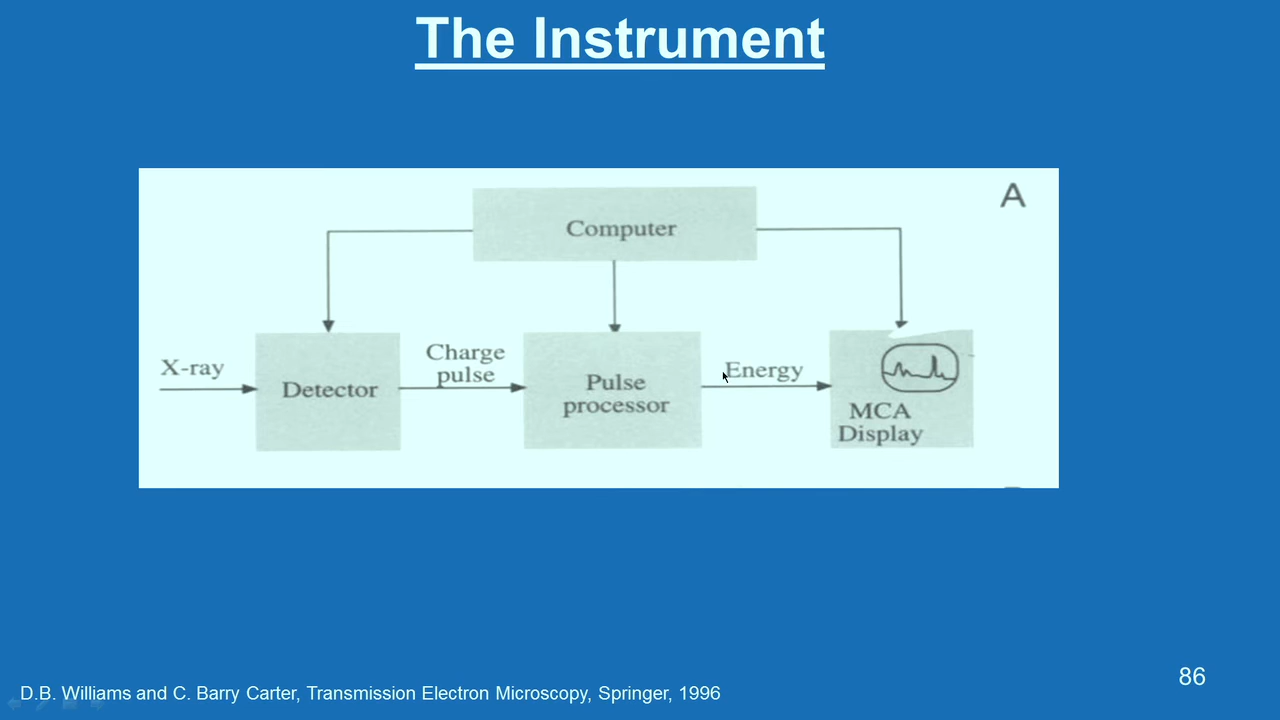 The Instrument
A
Computer
X-ray
Detector
Charge
pulse
Pulse
processor
Energy
MCA
Display
86
D.B. Williams and C. Barry Carter, Transmission Electron Microscopy, Springer, 1996